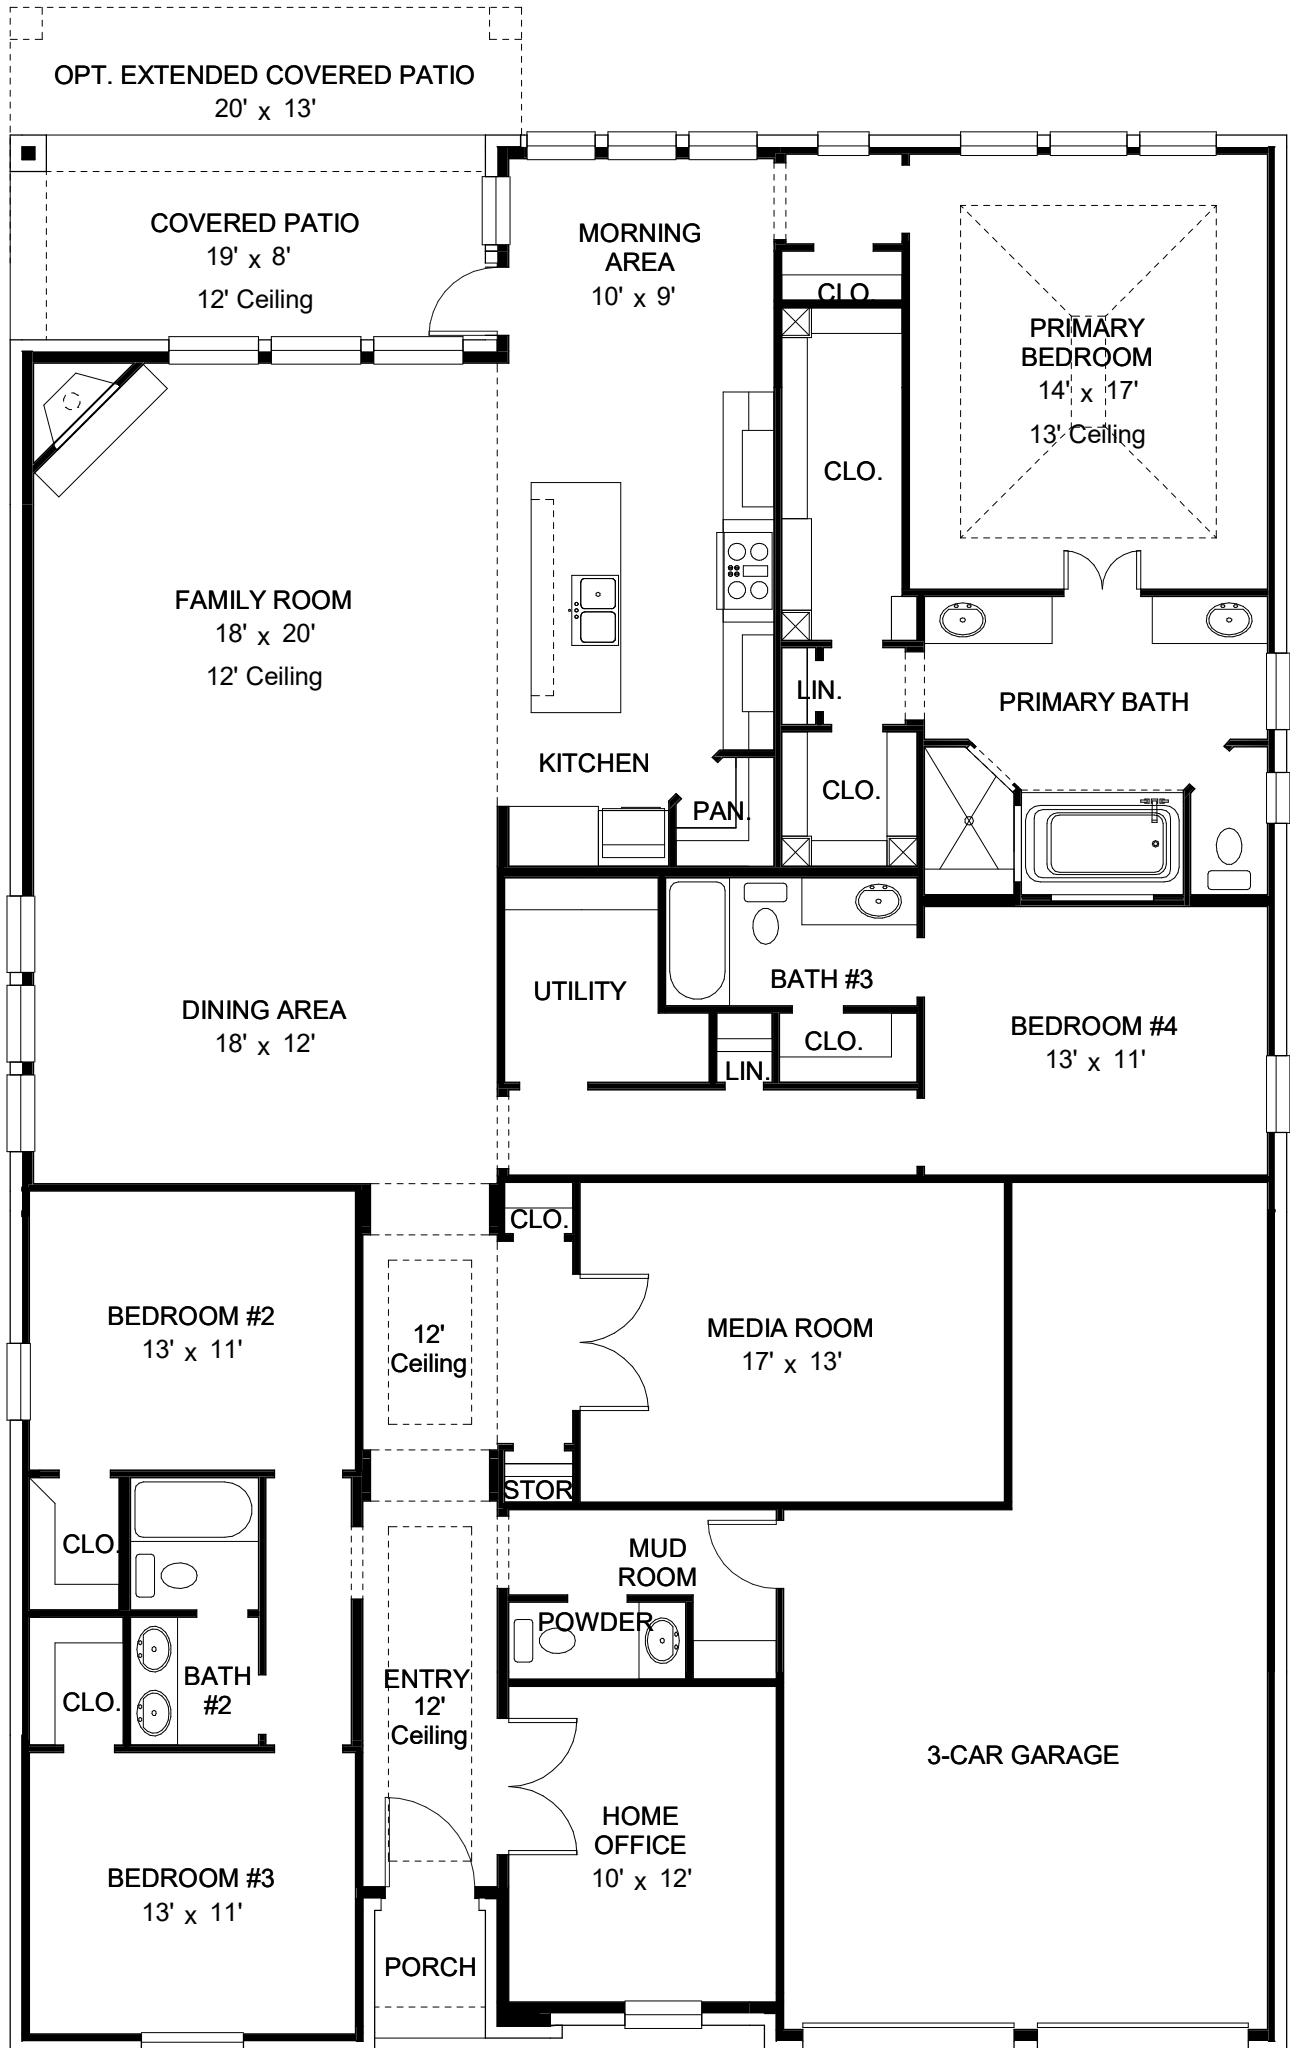 OPT. EXTENDED COVERED PATIO
20' x 13'
COVERED PATIO
19' x 8'
12' Ceiling
MORNING
AREA
10' x 9'
CLO.
PRIMARY
BEDROOM
14' x 17'
13' Ceiling
CLO.
FAMILY ROOM
18' x 20'
12' Ceiling
LIN.
PRIMARY BATH
KITCHEN
PAN.
CLO.
UTILITY
BATH #3
DINING AREA
18' x 12'
CLO.
LIN.
BEDROOM #4
13' x 11'
CLO.
BEDROOM #2
13' x 11'
12'
Ceiling
MEDIA ROOM
17' x 13'
STOR
CLO.
MUD
ROOM
POWDER
BATH
#2
CLO.
ENTRY
12'
Ceiling
3-CAR GARAGE
HOME
OFFICE
10' x 12'
BEDROOM #3
13' x 11'
PORCH